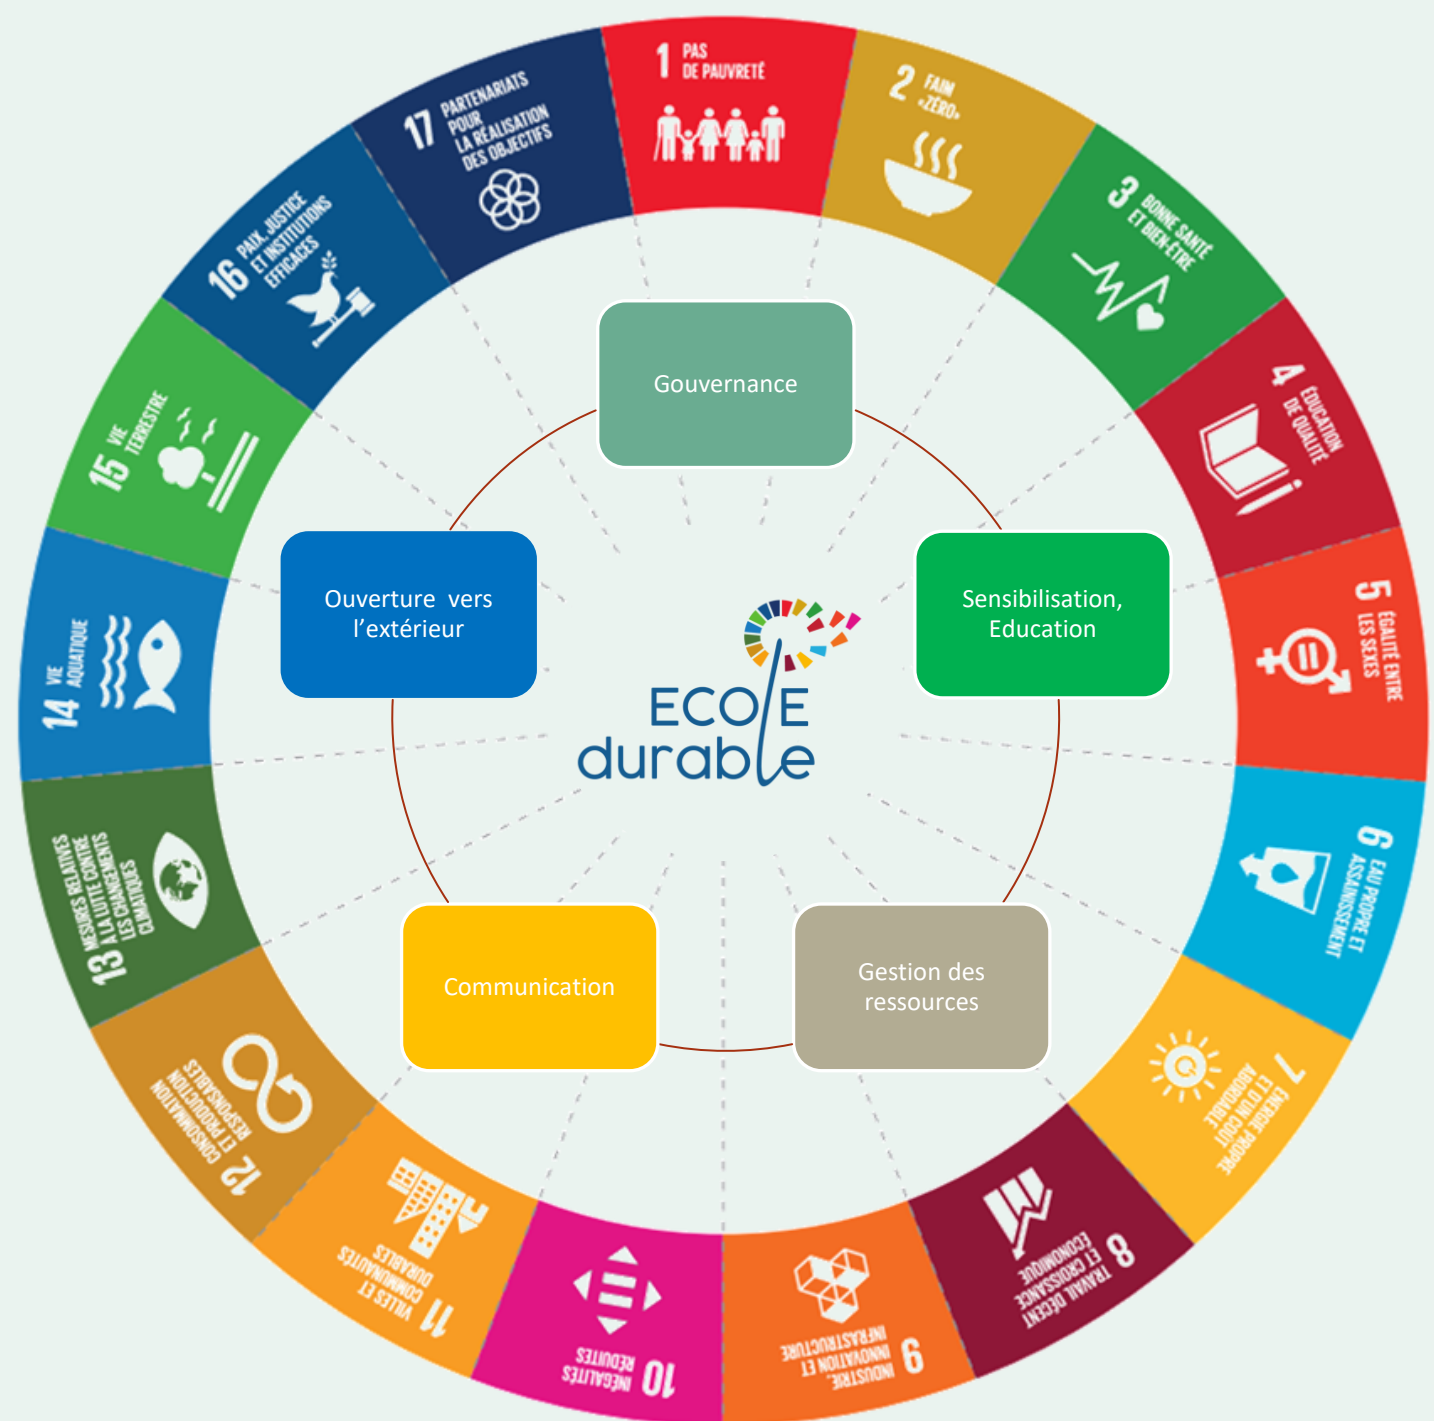 1 PAS
DE PAUVRETÉ
2 FAIM
«ZÉRO»
3 BONNE SANTÉ
ET BIEN-ÊTRE
4 ÉDUCATION
DE QUALITÉ
5 ÉGALITÉ ENTRE
LES SEXES
6 EAU PROPRE ET
ASSAINISSEMENT
7 ÉNERGIE PROPRE
ET D'UN COÛT
ABORDABLE
8 TRAVAIL DÉCENT
ET CROISSANCE
ÉCONOMIQUE
9 INDUSTRIE,
INNOVATION ET
INFRASTRUCTURE
10 INÉGALITÉS
RÉDUITES
11 VILLES ET
COMMUNAUTÉS
DURABLES
12 CONSOMMATION
ET PRODUCTION
RESPONSABLES
13 MESURES RELATIVES
À LA LUTTE CONTRE
LES CHANGEMENTS
CLIMATIQUES
14 VIE
AQUATIQUE
15 VIE
TERRESTRE
16 PAIX, JUSTICE
ET INSTITUTIONS
EFFICACES
17 PARTENARIATS
POUR
LA RÉALISATION
DES OBJECTIFS
Gouvernance
Sensibilisation,
Education
Gestion des
ressources
Communication
Ouverture vers
l'extérieur
ECOlE
durable